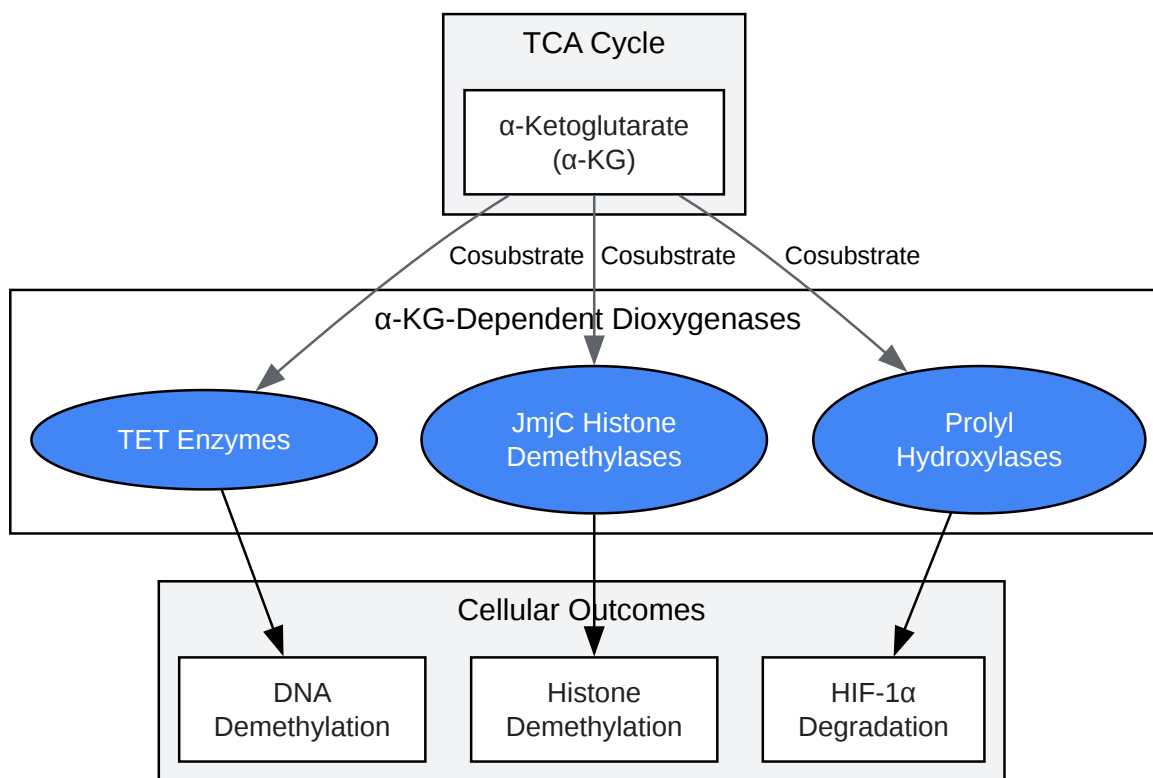 TCA Cycle
α-Ketoglutarate
(α-KG)
Cosubstrate
Cosubstrate
Cosubstrate
α-KG-Dependent Dioxygenases
TET Enzymes
JmjC Histone
Demethylases
Prolyl
Hydroxylases
Cellular Outcomes
DNA
Demethylation
Histone
Demethylation
HIF-1α
Degradation